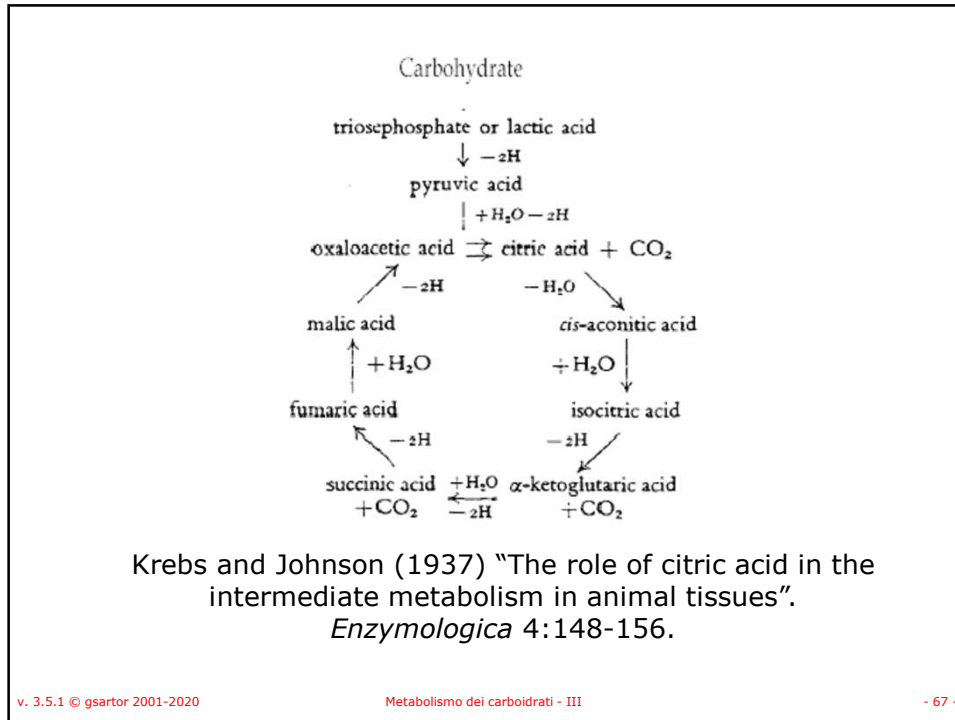 Carbohydrate
triosephosphate or lactic acid
−2H
pyruvic acid
+H₂O−2H
oxaloacetic acid citric acid + CO₂
−2H −H₂O
malic acid cis-aconitic acid
+H₂O +H₂O
fumaric acid isocitric acid
−2H −2H
succinic acid +H₂O α-ketoglutaric acid
+CO₂ −2H +CO₂
Krebs and Johnson (1937) “The role of citric acid in the
intermediate metabolism in animal tissues”.
Enzymologica 4:148-156.
v. 3.5.1 © gsartor 2001-2020 Metabolismo dei carboidrati - III - 67 -